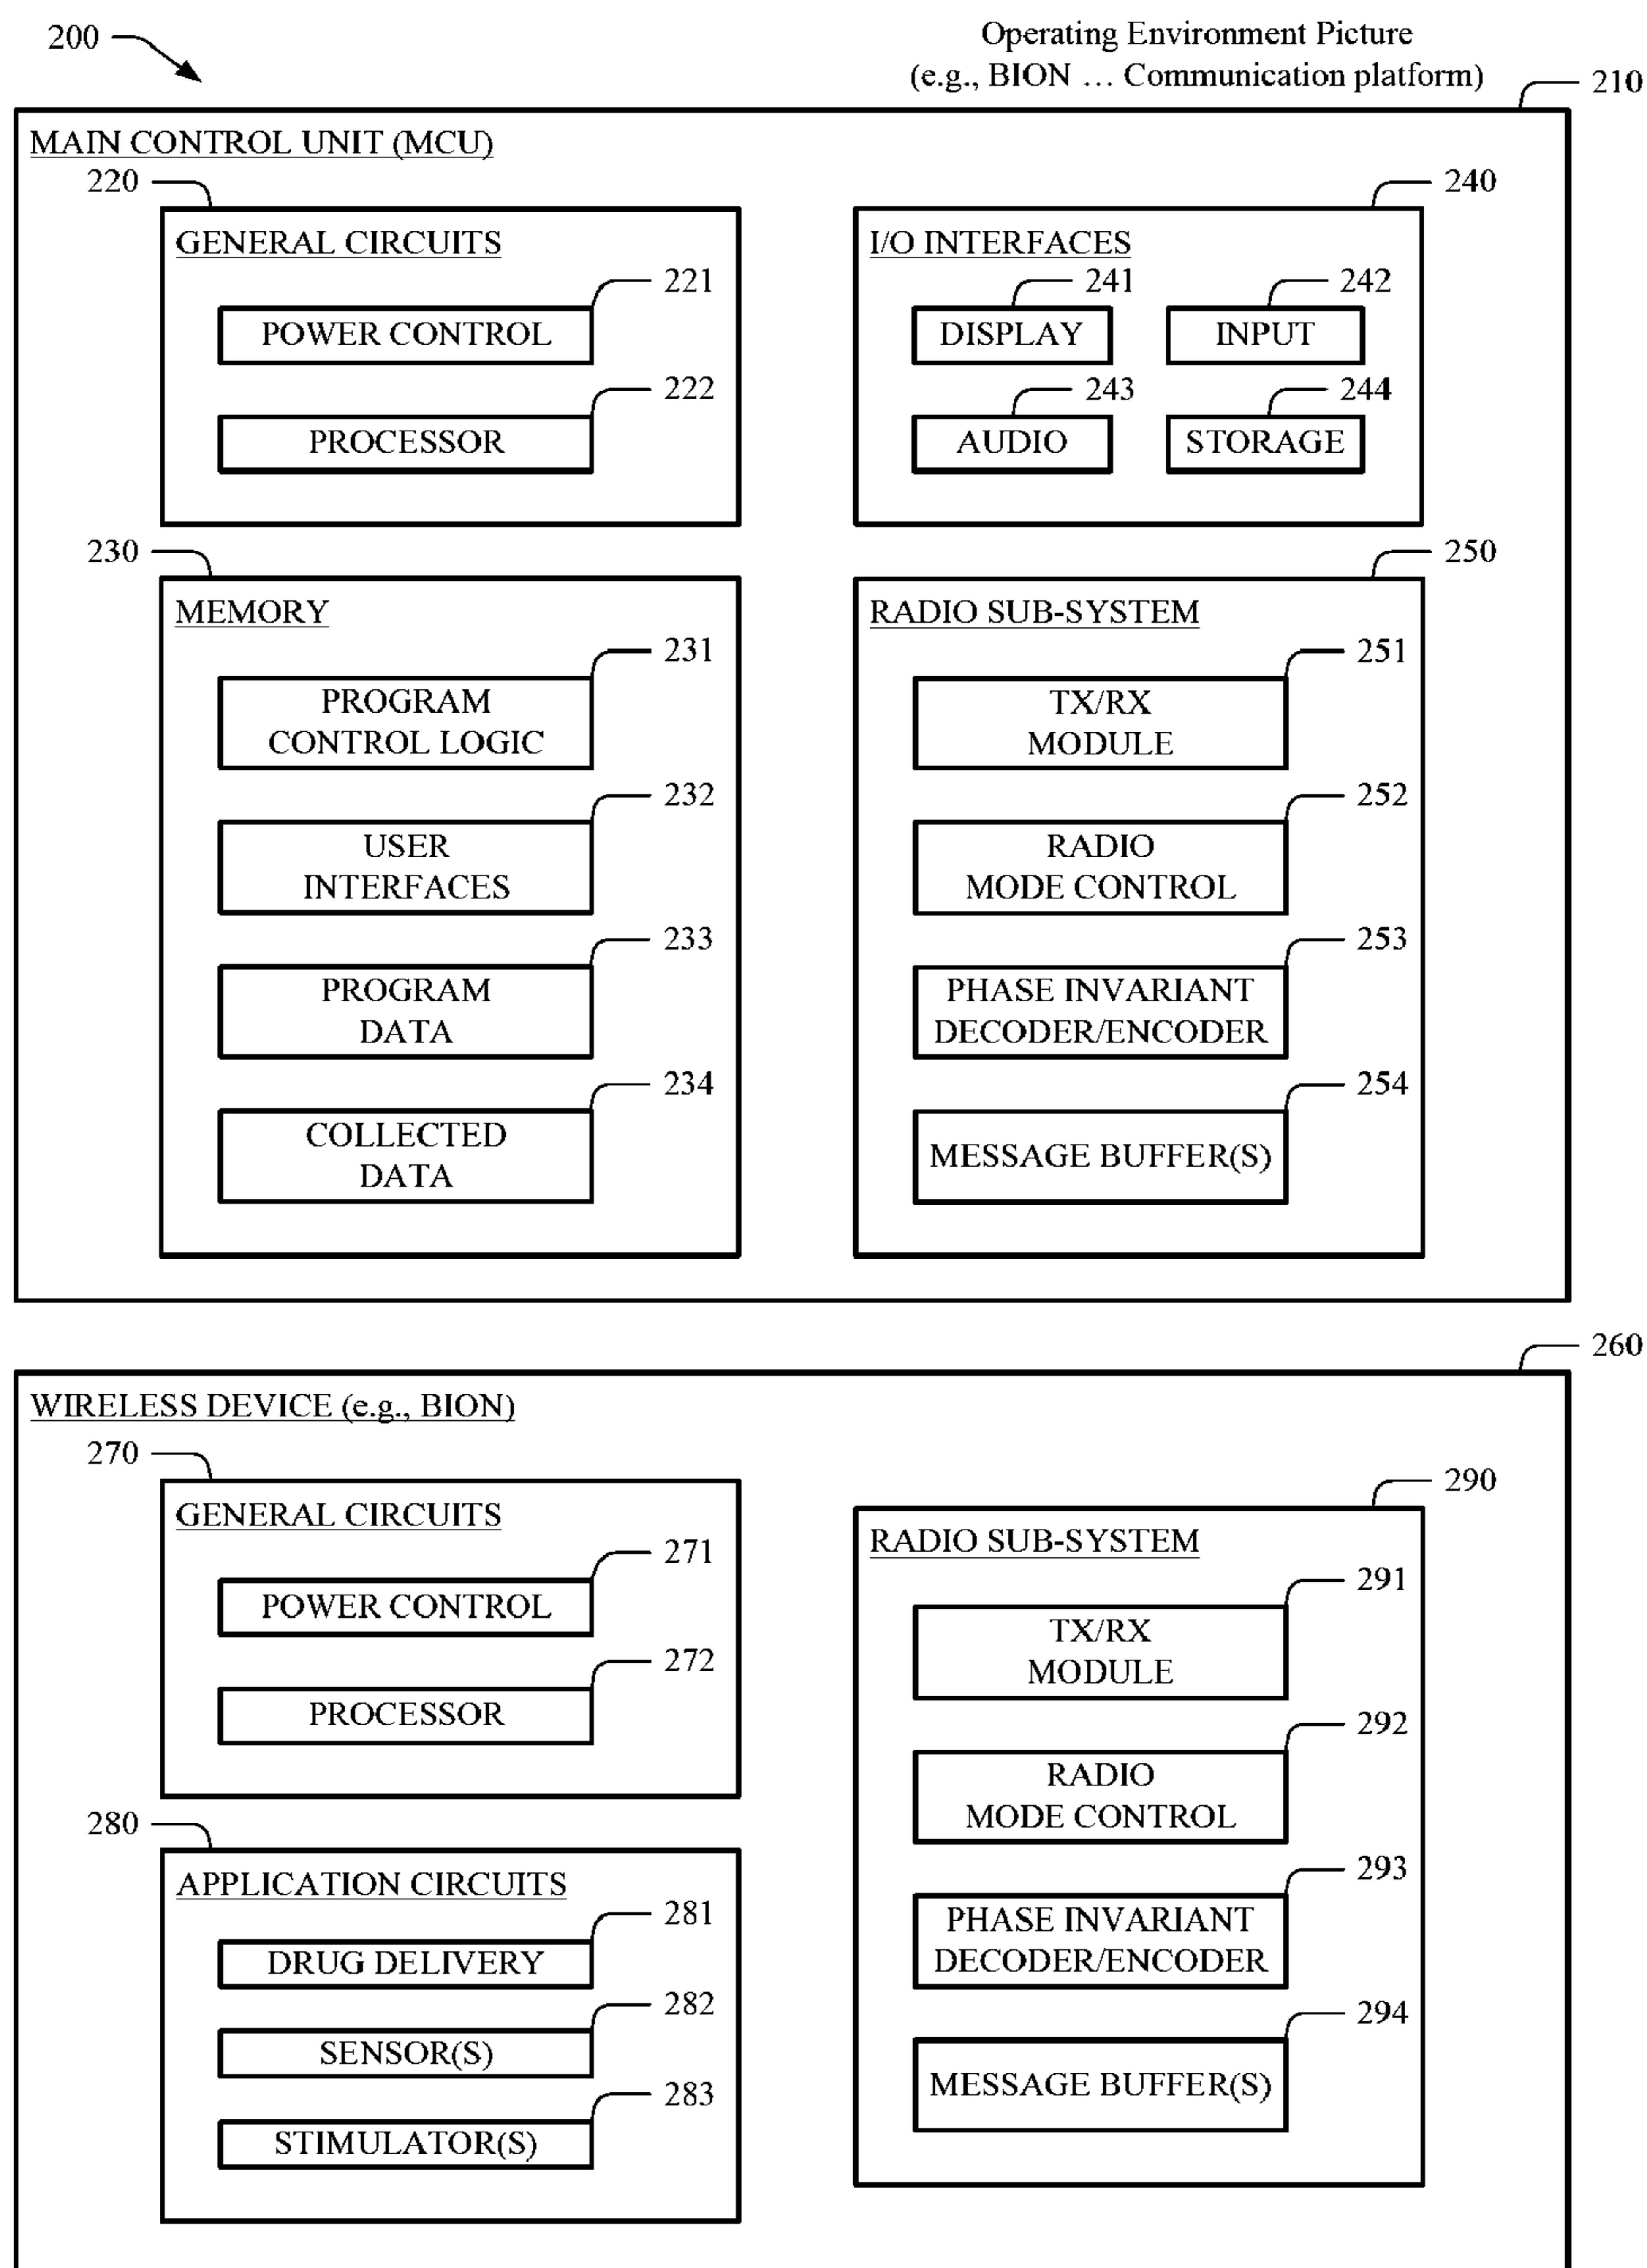 200
Operating Environment Picture
(e.g., BION ... Communication platform)
210
MAIN CONTROL UNIT (MCU)
220
GENERAL CIRCUITS
221
POWER CONTROL
222
PROCESSOR
240
I/O INTERFACES
241
DISPLAY
242
INPUT
243
AUDIO
244
STORAGE
230
MEMORY
231
PROGRAM
CONTROL LOGIC
232
USER
INTERFACES
233
PROGRAM
DATA
234
COLLECTED
DATA
250
RADIO SUB-SYSTEM
251
TX/RX
MODULE
252
RADIO
MODE CONTROL
253
PHASE INVARIANT
DECODER/ENCODER
254
MESSAGE BUFFER(S)
260
WIRELESS DEVICE (e.g., BION)
270
GENERAL CIRCUITS
271
POWER CONTROL
272
PROCESSOR
280
APPLICATION CIRCUITS
281
DRUG DELIVERY
282
SENSOR(S)
283
STIMULATOR(S)
290
RADIO SUB-SYSTEM
291
TX/RX
MODULE
292
RADIO
MODE CONTROL
293
PHASE INVARIANT
DECODER/ENCODER
294
MESSAGE BUFFER(S)